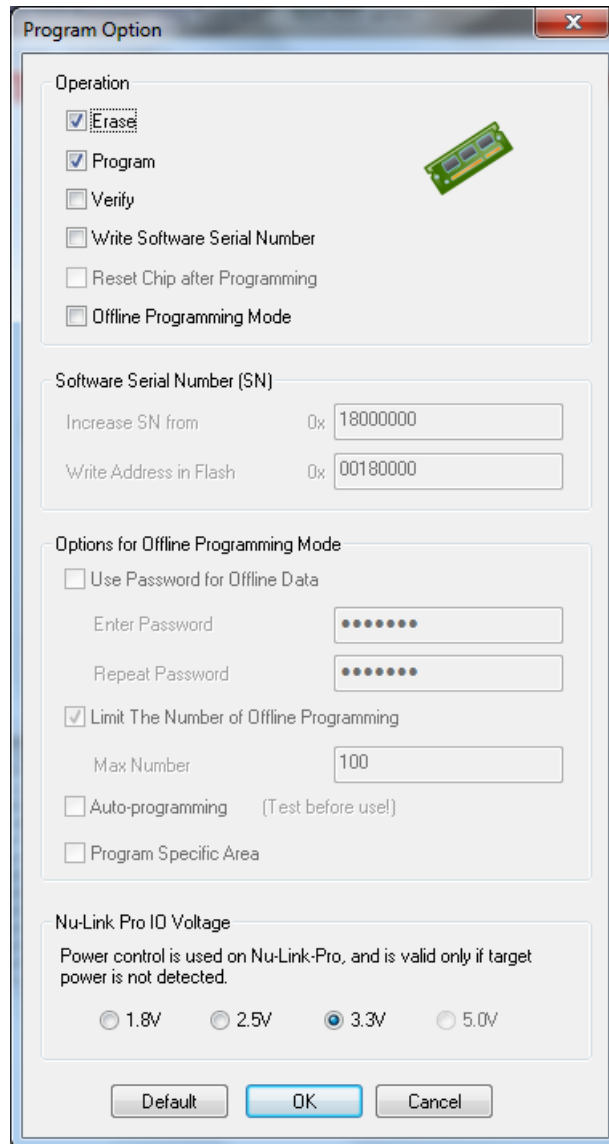 Program Option
Operation
Erase
Program
Verify
Write Software Serial Number
Reset Chip after Programming
Offline Programming Mode
Software Serial Number (SN)
Increase SN from 0x 18000000
Write Address in Flash 0x 00180000
Options for Offline Programming Mode
Use Password for Offline Data
Enter Password •••••••
Repeat Password •••••••
Limit The Number of Offline Programming
Max Number 100
Auto-programming (Test before use!)
Program Specific Area
Nu-Link Pro IO Voltage
Power control is used on Nu-Link-Pro, and is valid only if target
power is not detected.
1.8V 2.5V 3.3V 5.0V
Default OK Cancel